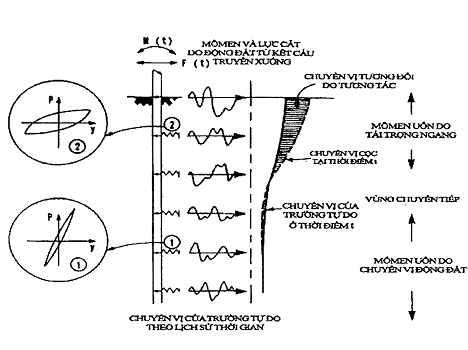 M (t)
F (t)
MÔMEN VÀ LỰC CẮT
DO ĐỘNG ĐẤT TỪ KẾT CẤU
TRUYỀN XUỐNG
CHUYỂN VỊ TƯƠNG ĐỐI
DO TƯƠNG TÁC
P
y
2
2
MÔMEN UỐN DO
TẢI TRỌNG NGANG
CHUYỂN VỊ CỌC
TẠI THỜI ĐIỂM t
VÙNG CHUYỂN TIẾP
CHUYỂN VỊ CỦA
TRƯỜNG TỰ DO
Ở THỜI ĐIỂM t
P
y
1
1
MÔMEN UỐN DO
CHUYỂN VỊ ĐỘNG ĐẤT
CHUYỂN VỊ CỦA TRƯỜNG TỰ DO
THEO LỊCH SỬ THỜI GIAN